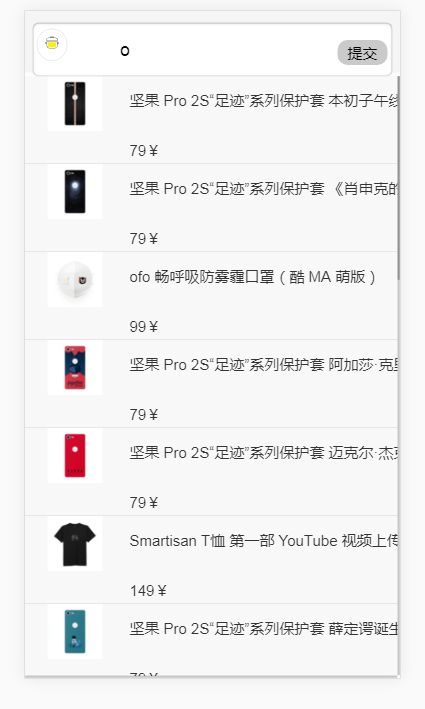 o
提交
坚果 Pro 2S“足迹”系列保护套 本初子午线
79￥
坚果 Pro 2S“足迹”系列保护套 《肖申克的
79￥
ofo 畅呼吸防雾霾口罩（酷 MA 萌版）
99￥
坚果 Pro 2S“足迹”系列保护套 阿加莎·克里
79￥
坚果 Pro 2S“足迹”系列保护套 迈克尔·杰克
79￥
Smartisan T恤 第一部 YouTube 视频上传
149￥
坚果 Pro 2S“足迹”系列保护套 薛定谔诞生
79￥